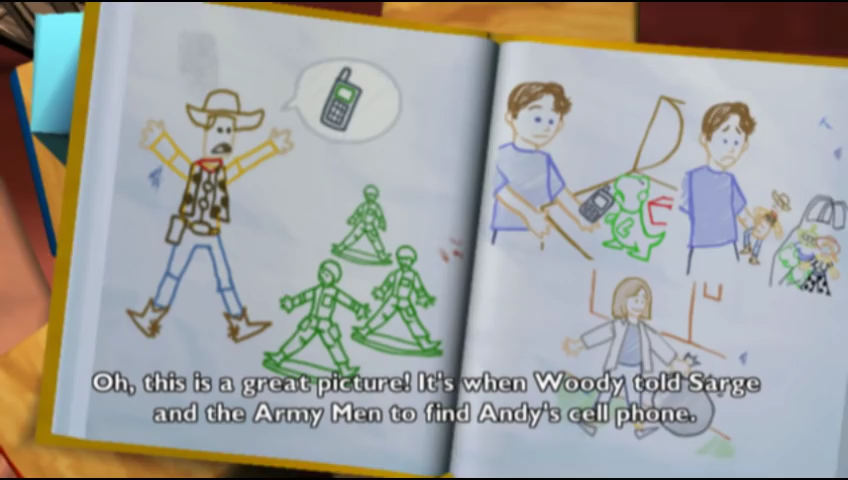 Oh, this is a great picture! It's when Woody told Sarge
and the Army Men to find Andy's cell phone.